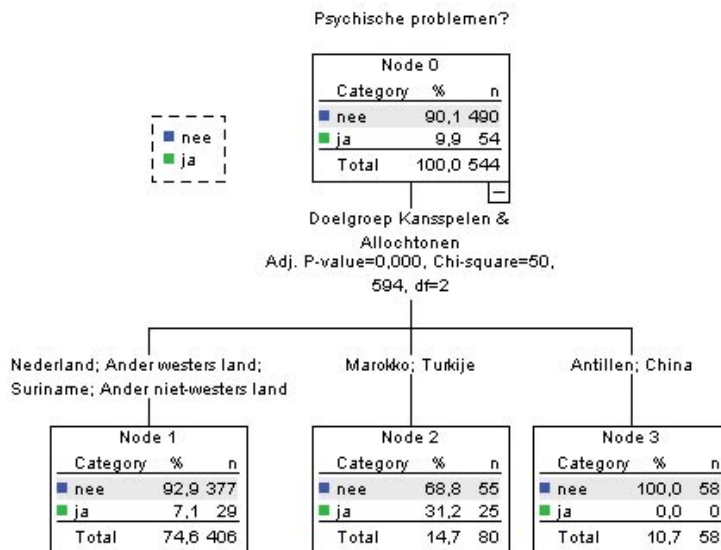 Psychische problemen?
Node 0
Category % n
nee 90,1 490
ja 9,9 54
Total 100,0 544
nee
ja
Doelgroep Kansspelen &
Allochtonen
Adj. P-value=0,000, Chi-square=50,
594, df=2
Nederland; Ander westers land;
Suriname; Ander niet-westers land
Marokko; Turkije
Antillen; China
Node 1
Category % n
nee 92,9 377
ja 7,1 29
Total 74,6 406
Node 2
Category % n
nee 68,8 55
ja 31,2 25
Total 14,7 80
Node 3
Category % n
nee 100,0 58
ja 0,0 0
Total 10,7 58